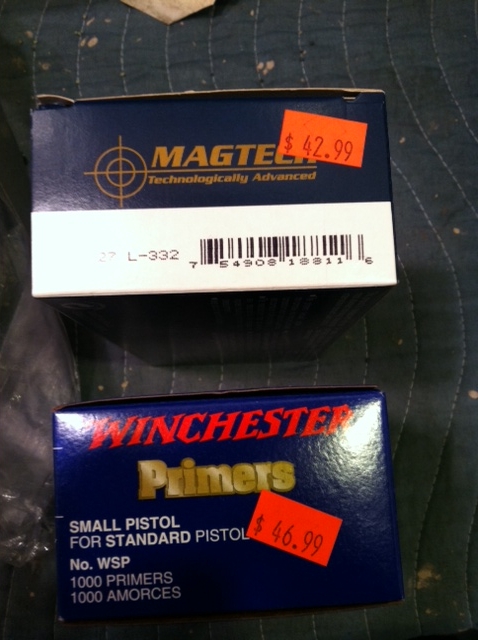 MAGTECH
$ 42.99
Technologically Advanced
27 L-332
7 54908 18811 6
WINCHESTER
Primers
SMALL PISTOL
FOR STANDARD PISTOL
$ 46.99
No. WSP
1000 PRIMERS
1000 AMORCES